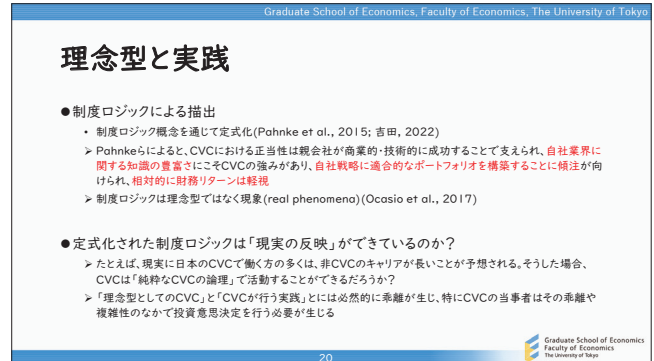 Graduate School of Economics, Faculty of Economics, The University of Tokyo
理念型と実践
●制度ロジックによる描出
• 制度ロジック概念を通じて定式化(Pahnke et al., 2015; 吉田, 2022)
➢ Pahnkeらによると、CVCにおける正当性は親会社が商業的・技術的に成功することで支えられ、自社業界に
関する知識の豊富さにこそCVCの強みがあり、自社戦略に適合的なポートフォリオを構築することに傾注が向
けられ、相対的に財務リターンは軽視
➢ 制度ロジックは理念型ではなく現象(real phenomena)(Ocasio et al., 2017)
●定式化された制度ロジックは「現実の反映」ができているのか？
➢ たとえば、現実に日本のCVCで働く方の多くは、非CVCのキャリアが長いことが予想される。そうした場合、
CVCは「純粋なCVCの論理」で活動することができるだろうか？
➢ 「理念型としてのCVC」と「CVCが行う実践」とには必然的に乖離が生じ、特にCVCの当事者はその乖離や
複雑性のなかで投資意思決定を行う必要が生じる
20
Graduate School of Economics
Faculty of Economics
The University of Tokyo